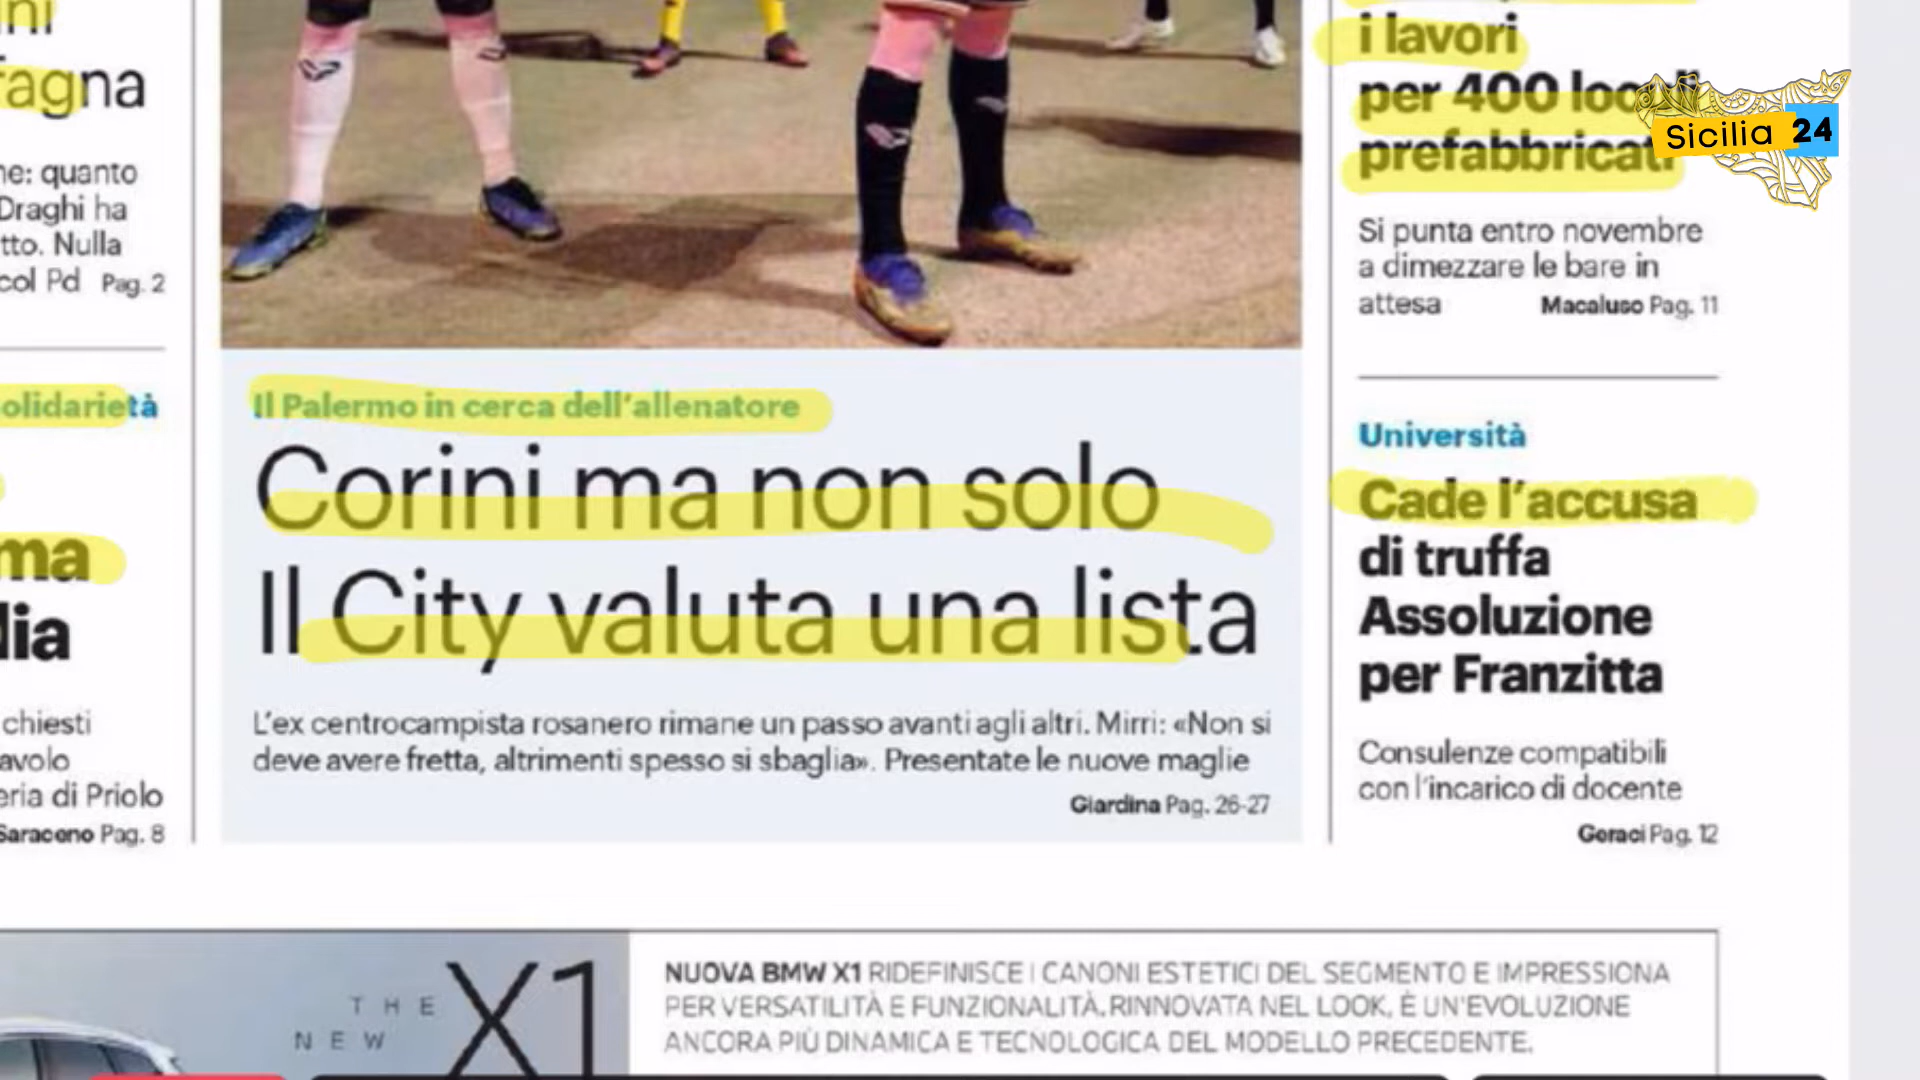 agna
quanto
Draghi ha
tto. Nulla
col Pd Pag. 2
olidarietà
ma
lia
chiesti
avolo
eria di Priolo
Saraceno Pag. 8
Il Palermo in cerca dell'allenatore
Corini ma non solo
Il City valuta una lista
L'ex centrocampista rosanero rimane un passo avanti agli altri. Mirri: «Non si
deve avere fretta, altrimenti spesso si sbaglia». Presentate le nuove maglie
Giardina Pag. 26-27
i lavori
per 400
prefabbricati
Si punta entro novembre
a dimezzare le bare in
attesa Macaluso Pag. 11
Università
Cade l'accusa
di truffa
Assoluzione
per Franzitta
Consulenze compatibili
con l'incarico di docente
Geraci Pag. 12
Sicilia 24
THE
NEW
X1
NUOVA BMW X1 RIDEFINISCE I CANONI ESTETICI DEL SEGMENTO E IMPRESSIONA
PER VERSATILITÀ E FUNZIONALITÀ. RINNOVATA NEL LOOK, È UN'EVOLUZIONE
ANCORA PIÙ DINAMICA E TECNOLOGICA DEL MODELLO PRECEDENTE.